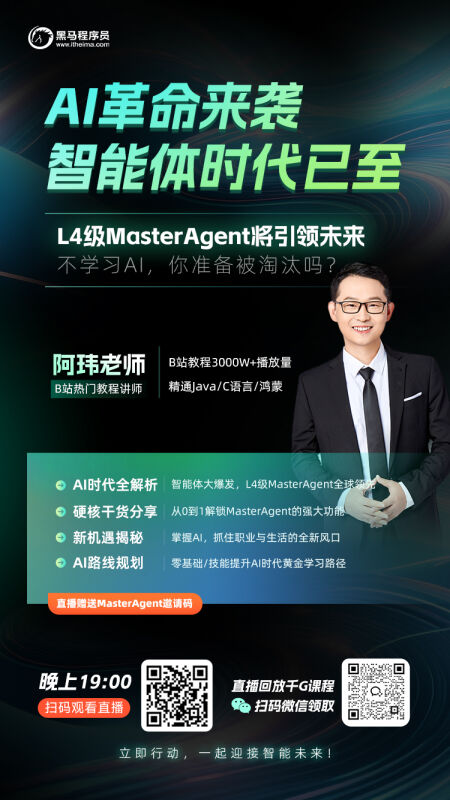 黑马程序员
www.itheima.com
AI革命来袭
智能体时代已至
L4级MasterAgent将引领未来
不学习AI，你准备被淘汰吗？
阿玮老师
B站热门教程讲师
B站教程3000W+播放量
精通Java/C语言/鸿蒙
AI时代全解析 智能体大爆发，L4级MasterAgent全球领先
硬核干货分享 从0到1解锁MasterAgent的强大功能
新机遇揭秘 掌握AI，抓住职业与生活的全新风口
AI路线规划 零基础/技能提升AI时代黄金学习路径
直播赠送MasterAgent邀请码
晚上19:00
扫码观看直播
直播回放千G课程
扫码微信领取
立即行动，一起迎接智能未来！